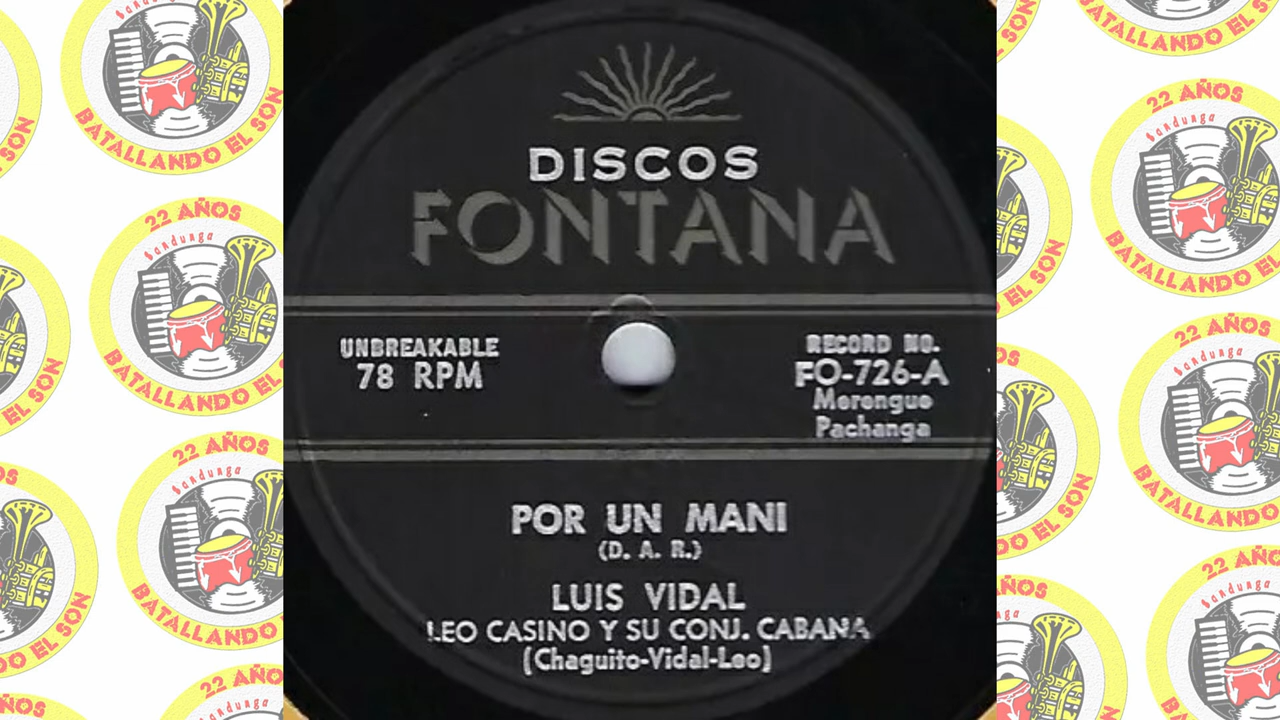 DISCOS
FONTANA
UNBREAKABLE
78 RPM
RECORD NO.
FO-726-A
Merengue
Pachanga
POR UN MANI
(D. A. R.)
LUIS VIDAL
LEO CASINO Y SU CONJ. CABANA
(Chaguito-Vidal-Leo)
22 AÑOS
Sandunga
BATALLANDO EL SON